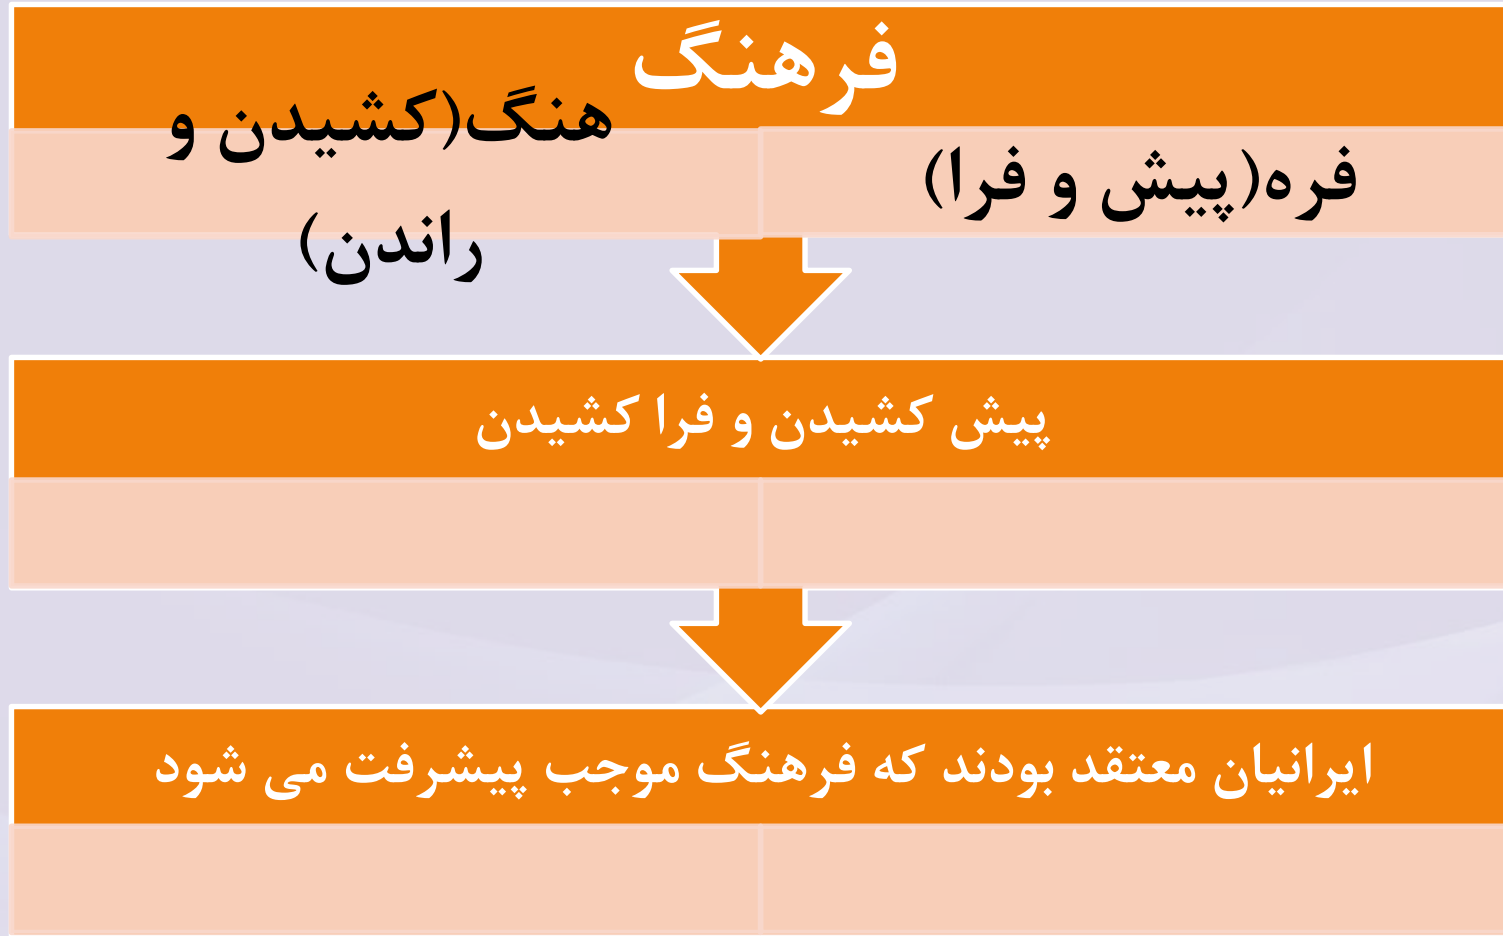 فرهنگ
فره(پیش و فرا)
هنگ(کشیدن و
راندن)
پیش کشیدن و فرا کشیدن
ایرانیان معتقد بودند که فرهنگ موجب پیشرفت می شود